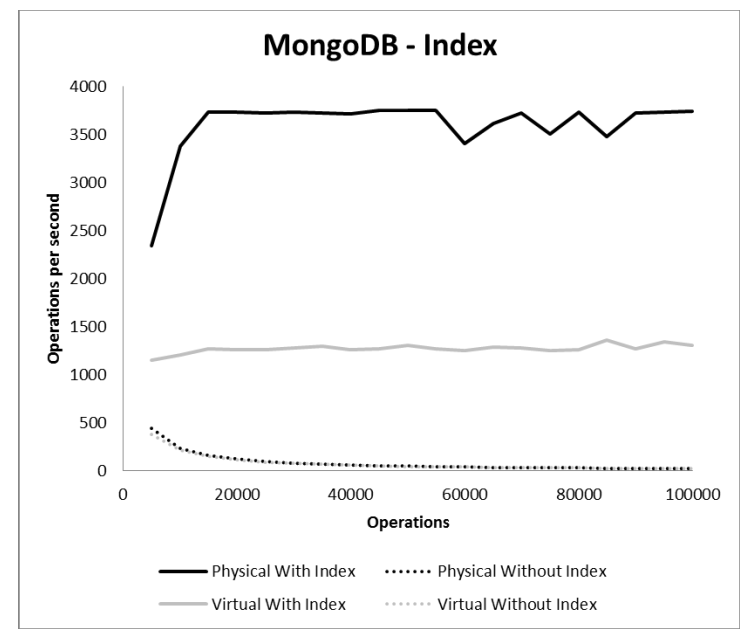 MongoDB - Index
4000
3500
3000
2500
2000
1500
1000
500
0
Operations per second
0 20000 40000 60000 80000 100000
Operations
Physical With Index Physical Without Index
Virtual With Index Virtual Without Index